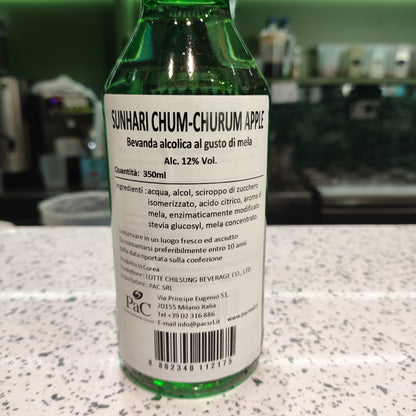 SUNHARI CHUM-CHURUM APPLE
Bevanda alcolica al gusto di mela
Alc. 12% Vol.
Quantità: 350ml
Ingredienti : acqua, alcol, sciroppo di zucchero
isomerizzato, acido citrico, aroma di
mela, enzimaticamente modificato
stevia glucosyl, mela concentrato.
Conservare in un luogo fresco ed asciutto
Da consumarsi preferibilmente entro 10 anni
dalla data riportata sulla confezione
Prodotto in Corea
Produttore : LOTTE CHILSUNG BEVERAGE CO., LTD.
Importatore : PAC SRL
PaC
Via Principe Eugenio 51,
20155 Milano Italia
Tel +39 02 316 886
E-mail info@pacsrl.it
www.pacsrl.it
8 802340 112175